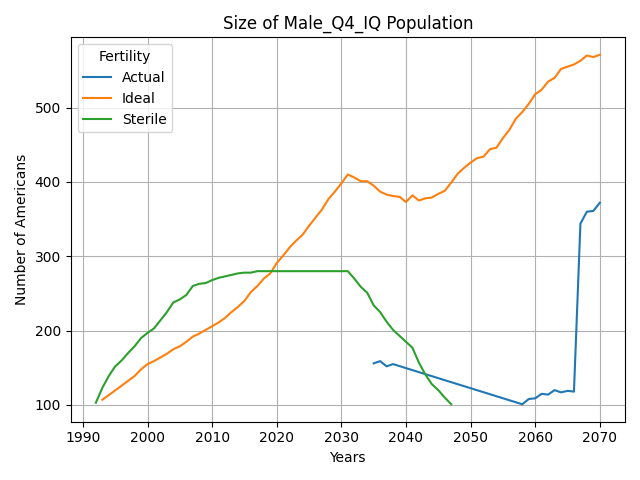 Size of Male_Q4_IQ Population
Fertility
Actual
Ideal
Sterile
Number of Americans
500
400
300
200
100
1990 2000 2010 2020 2030 2040 2050 2060 2070
Years